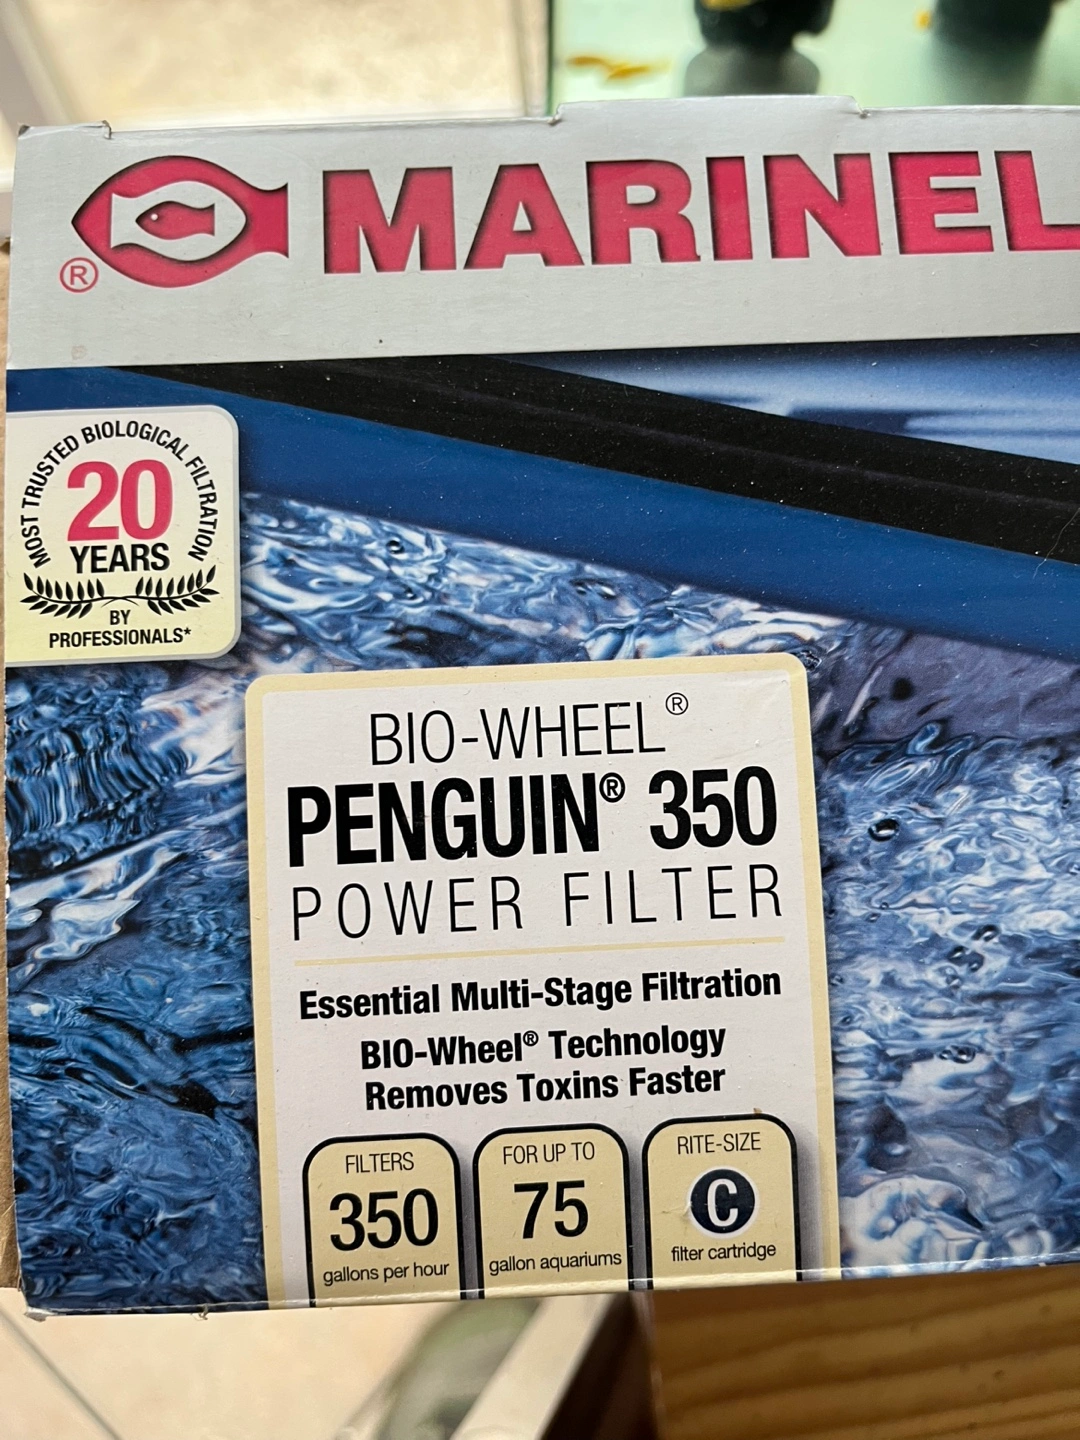 MARINEL
®
MOST TRUSTED BIOLOGICAL FILTRATION
20
YEARS
BY
PROFESSIONALS*
BIO-WHEEL®
PENGUIN® 350
POWER FILTER
Essential Multi-Stage Filtration
BIO-Wheel® Technology
Removes Toxins Faster
FILTERS
350
gallons per hour
FOR UP TO
75
gallon aquariums
RITE-SIZE
C
filter cartridge